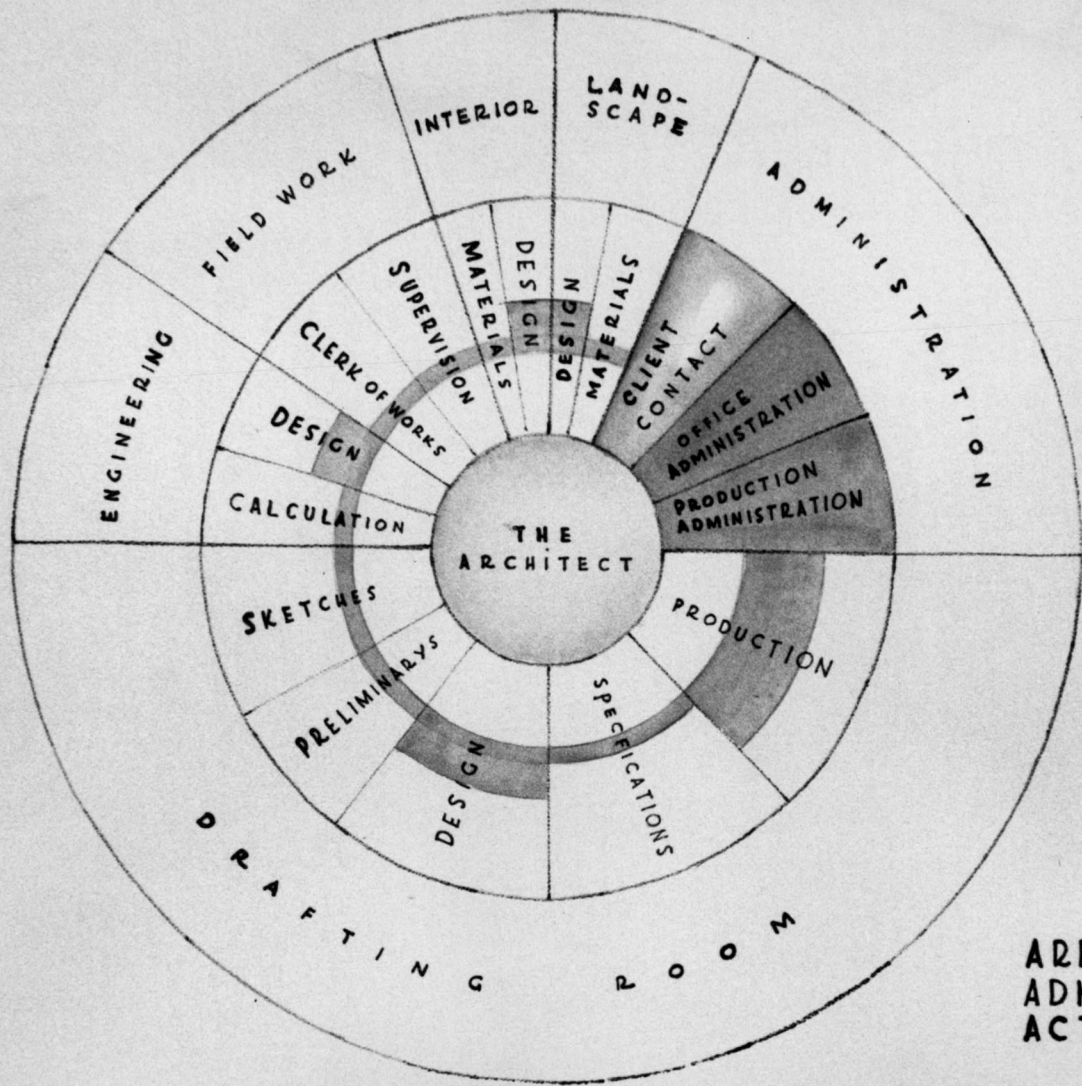 INTERIOR
LAND-
SCAPE
ADMINISTRATION
FIELD WORK
ENGINEERING
DRAFTING ROOM
MATERIALS
DESIGN
DESIGN
MATERIALS
CLIENT
CONTACT
OFFICE
ADMINISTRATION
PRODUCTION
ADMINISTRATION
SUPERVISION
CLERK OF WORKS
DESIGN
CALCULATION
THE
ARCHITECT
SKETCHES
PRELIMINARYS
DESIGN
SPECFICATIONS
PRODUCTION